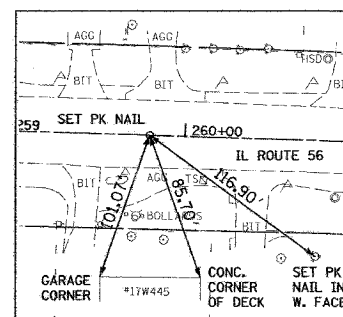 AGG
AGG
HSD
BIT
BIT
BIT
SET PK NAIL
259
260+00
IL ROUTE 56
BIT
AGG
BIT
101.07'
85.70'
116.90'
6" BOLLARDS
GARAGE
CORNER
#17W445
CONC.
CORNER
OF DECK
SET PK
NAIL IN
W. FACE